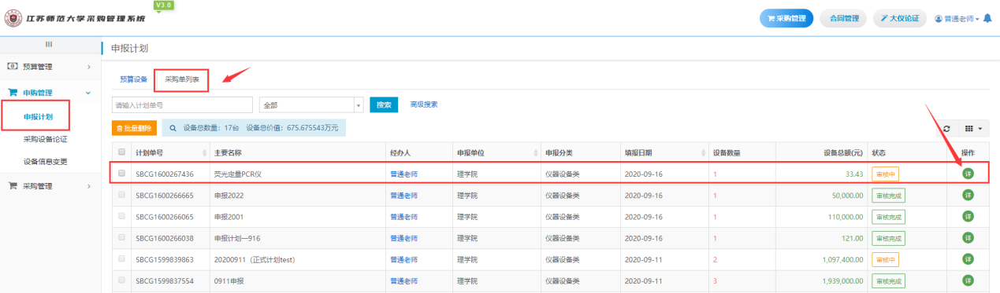 V3.0
江苏师范大学采购管理系统
采购管理 合同管理 大仪论证 普通老师
申报计划
预算管理
申购管理
申报计划
采购设备论证
设备信息变更
采购管理
预算设备 采购单列表
请输入计划单号 全部 搜索 高级搜索
批量删除 设备总数量：17台 设备总价值：675.675543万元
计划单号 主要名称 经办人 申报单位 申报分类 填报日期 设备数量 设备总额(元) 状态 操作
SBCG1600267436 荧光定量PCR仪 普通老师 理学院 仪器设备类 2020-09-16 1 33.43 审核中 详
SBCG1600266665 申报2022 普通老师 理学院 仪器设备类 2020-09-16 1 50,000.00 审核完成 详
SBCG1600266065 申报2001 普通老师 理学院 仪器设备类 2020-09-16 1 110,000.00 审核完成 详
SBCG1600266038 申报计划—916 普通老师 理学院 仪器设备类 2020-09-16 1 121.00 审核完成 详
SBCG1599839863 20200911（正式计划test） 普通老师 理学院 仪器设备类 2020-09-11 2 1,097,400.00 审核中 详
SBCG1599837554 0911申报 普通老师 理学院 仪器设备类 2020-09-11 3 1,939,000.00 审核完成 详